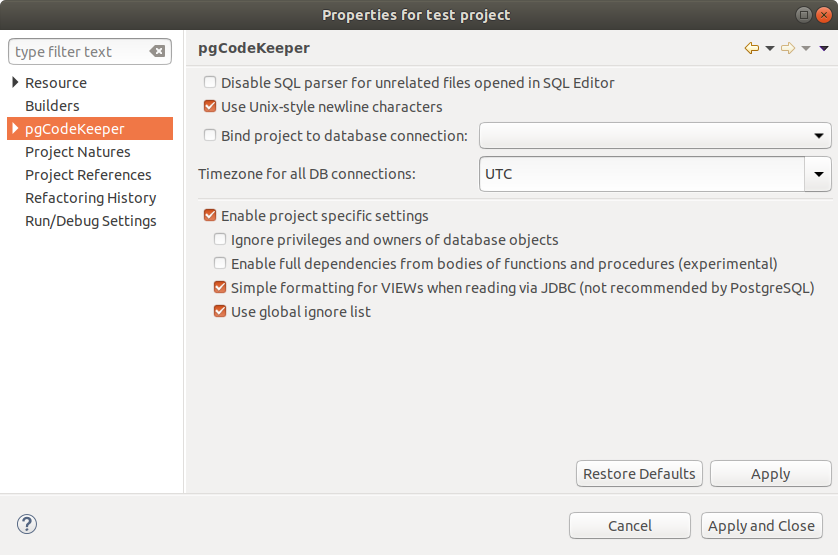 Properties for test project
type filter text
Resource
Builders
pgCodeKeeper
Project Natures
Project References
Refactoring History
Run/Debug Settings
pgCodeKeeper
Disable SQL parser for unrelated files opened in SQL Editor
Use Unix-style newline characters
Bind project to database connection:
Timezone for all DB connections: UTC
Enable project specific settings
Ignore privileges and owners of database objects
Enable full dependencies from bodies of functions and procedures (experimental)
Simple formatting for VIEWs when reading via JDBC (not recommended by PostgreSQL)
Use global ignore list
Restore Defaults Apply
? Cancel Apply and Close